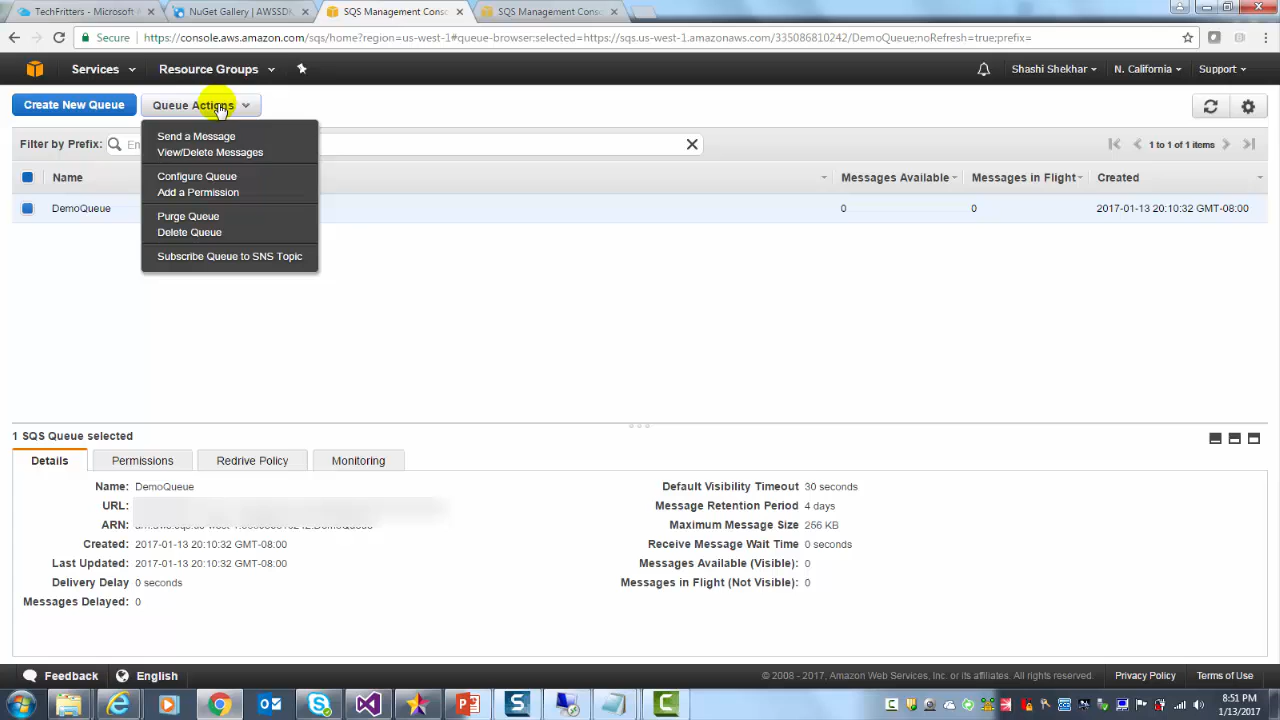 TechFritters - Microsoft A
NuGet Gallery | AWSSD
SQS Management Conso
SQS Management Conso
Secure https://console.aws.amazon.com/sqs/home?region=us-west-1#queue-browser:selected=https://sqs.us-west-1.amazonaws.com/335086810242/DemoQueue;noRefresh=true;prefix=
Services Resource Groups Shashi Shekhar N. California Support
Create New Queue Queue Actions
Send a Message
View/Delete Messages
Configure Queue
Add a Permission
Purge Queue
Delete Queue
Subscribe Queue to SNS Topic
Filter by Prefix: En 1 to 1 of 1 items
Name Messages Available Messages in Flight Created
DemoQueue 0 0 2017-01-13 20:10:32 GMT-08:00
1 SQS Queue selected
Details Permissions Redrive Policy Monitoring
Name: DemoQueue
URL:
ARN:
Created: 2017-01-13 20:10:32 GMT-08:00
Last Updated: 2017-01-13 20:10:32 GMT-08:00
Delivery Delay 0 seconds
Messages Delayed: 0
Default Visibility Timeout 30 seconds
Message Retention Period 4 days
Maximum Message Size 256 KB
Receive Message Wait Time 0 seconds
Messages Available (Visible): 0
Messages in Flight (Not Visible): 0
Feedback English © 2008 - 2017, Amazon Web Services, Inc. or its affiliates. All rights reserved. Privacy Policy Terms of Use
8:51 PM
1/13/2017